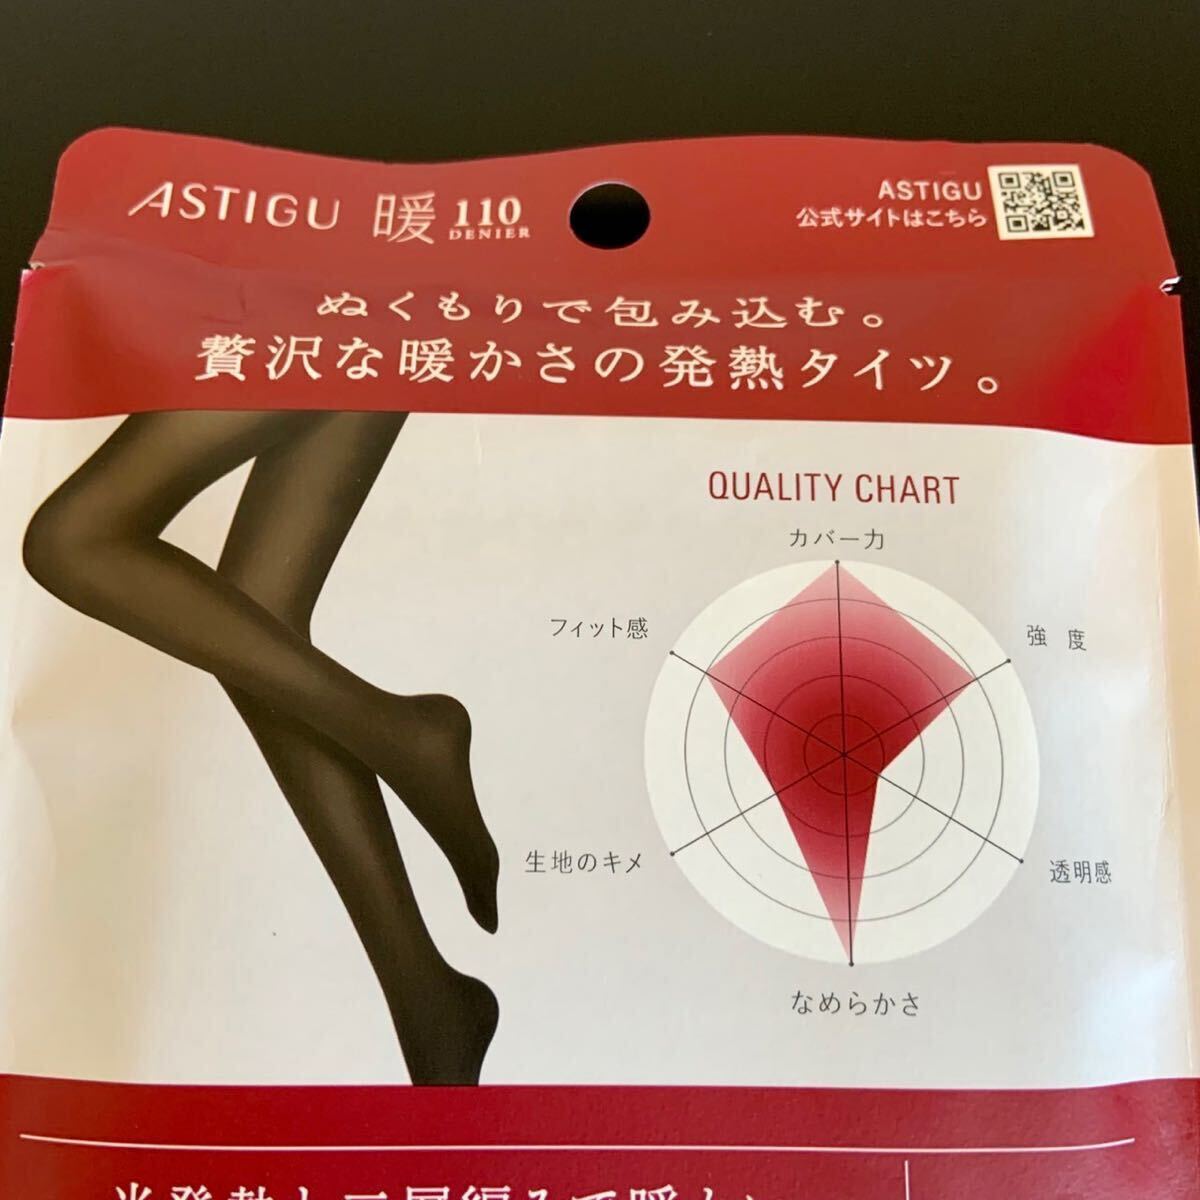 ASTIGU 暖 110
DENIER
ASTIGU
公式サイトはこちら
ぬくもりで包み込む。
贅沢な暖かさの発熱タイツ。
QUALITY CHART
カバー力
フィット感
強 度
生地のキメ
透明感
なめらかさ